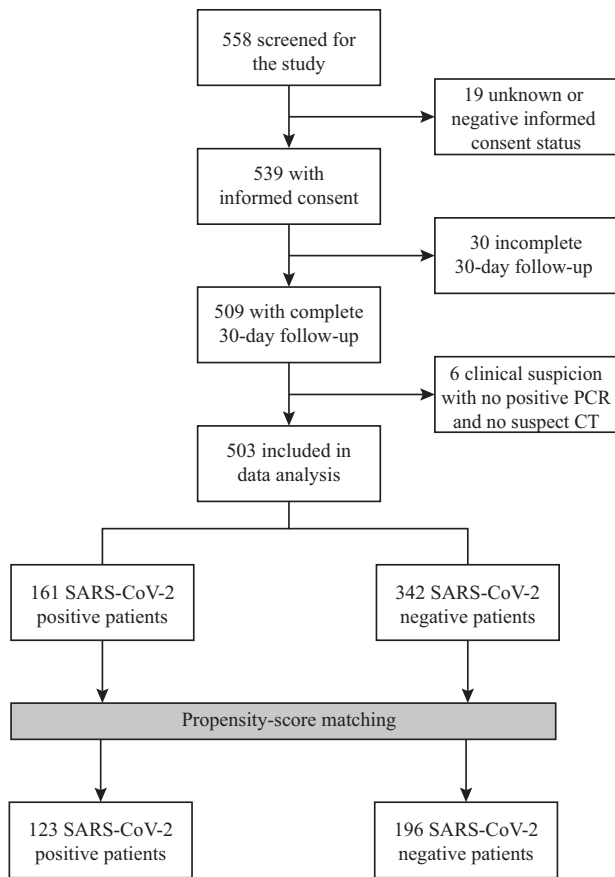 558 screened for
the study
19 unknown or
negative informed
consent status
539 with
informed consent
30 incomplete
30-day follow-up
509 with complete
30-day follow-up
6 clinical suspicion
with no positive PCR
and no suspect CT
503 included in
data analysis
161 SARS-CoV-2
positive patients
342 SARS-CoV-2
negative patients
Propensity-score matching
123 SARS-CoV-2
positive patients
196 SARS-CoV-2
negative patients